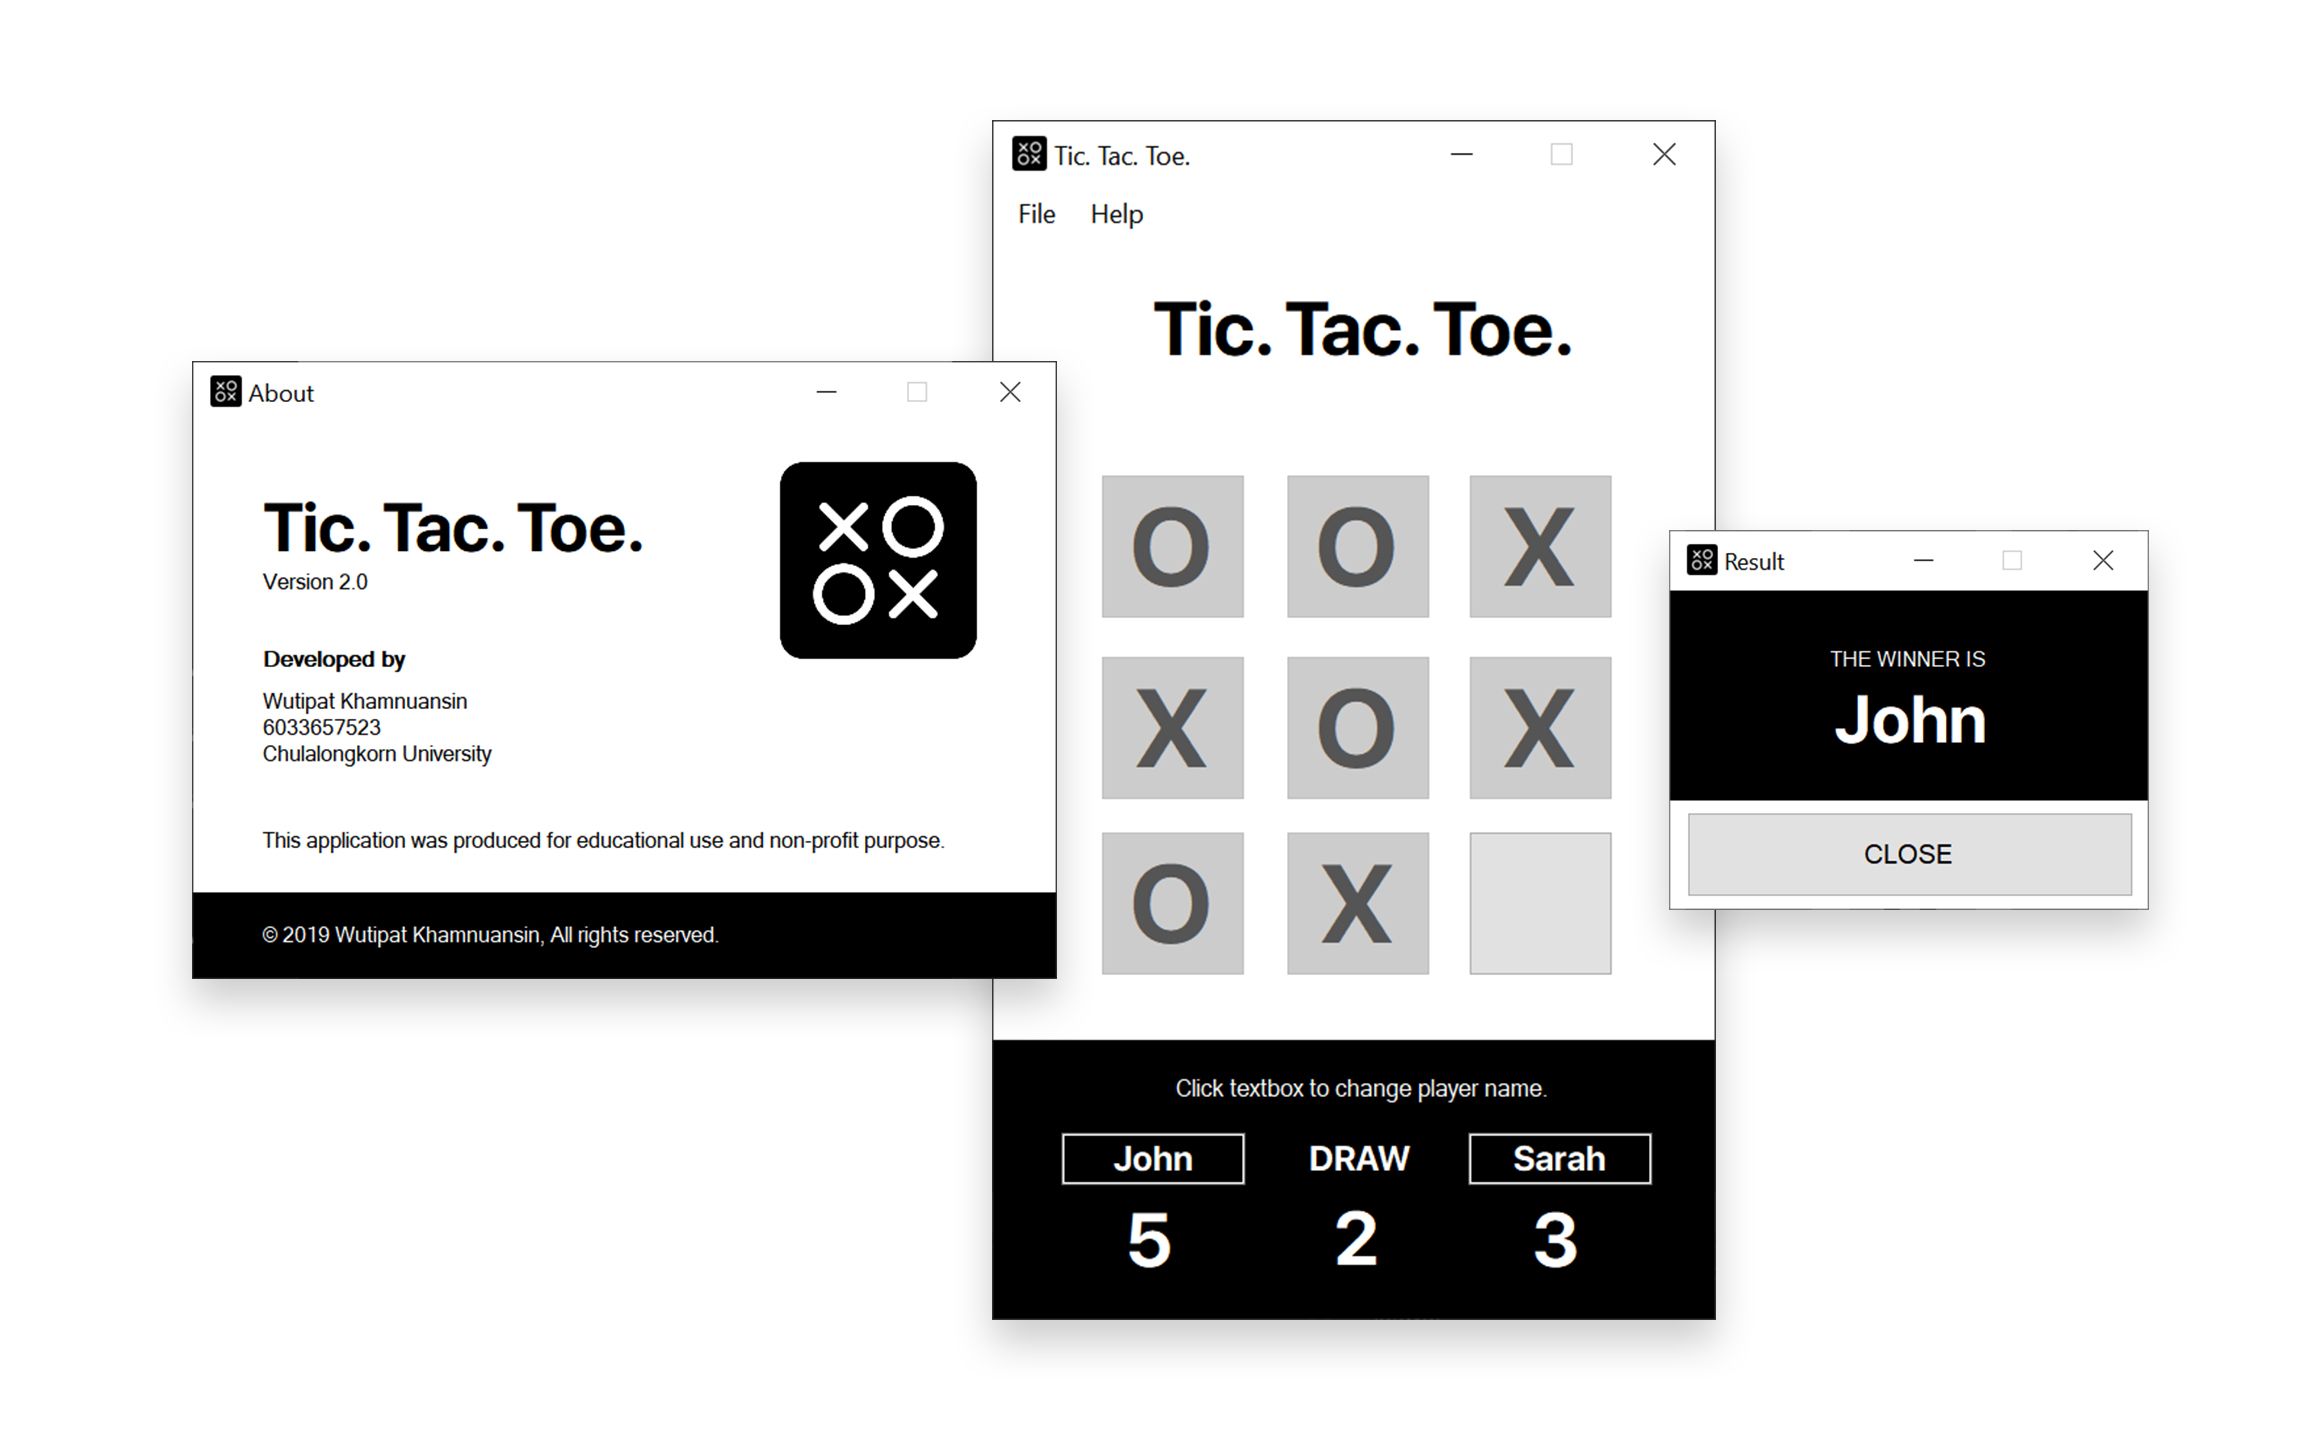 About
Tic. Tac. Toe.
Version 2.0
Developed by
Wutipat Khamnuansin
6033657523
Chulalongkorn University
This application was produced for educational use and non-profit purpose.
© 2019 Wutipat Khamnuansin, All rights reserved.
X O
O X
Tic. Tac. Toe.
File Help
Tic. Tac. Toe.
O O X
X O X
O X
Click textbox to change player name.
John DRAW Sarah
5 2 3
Result
THE WINNER IS
John
CLOSE